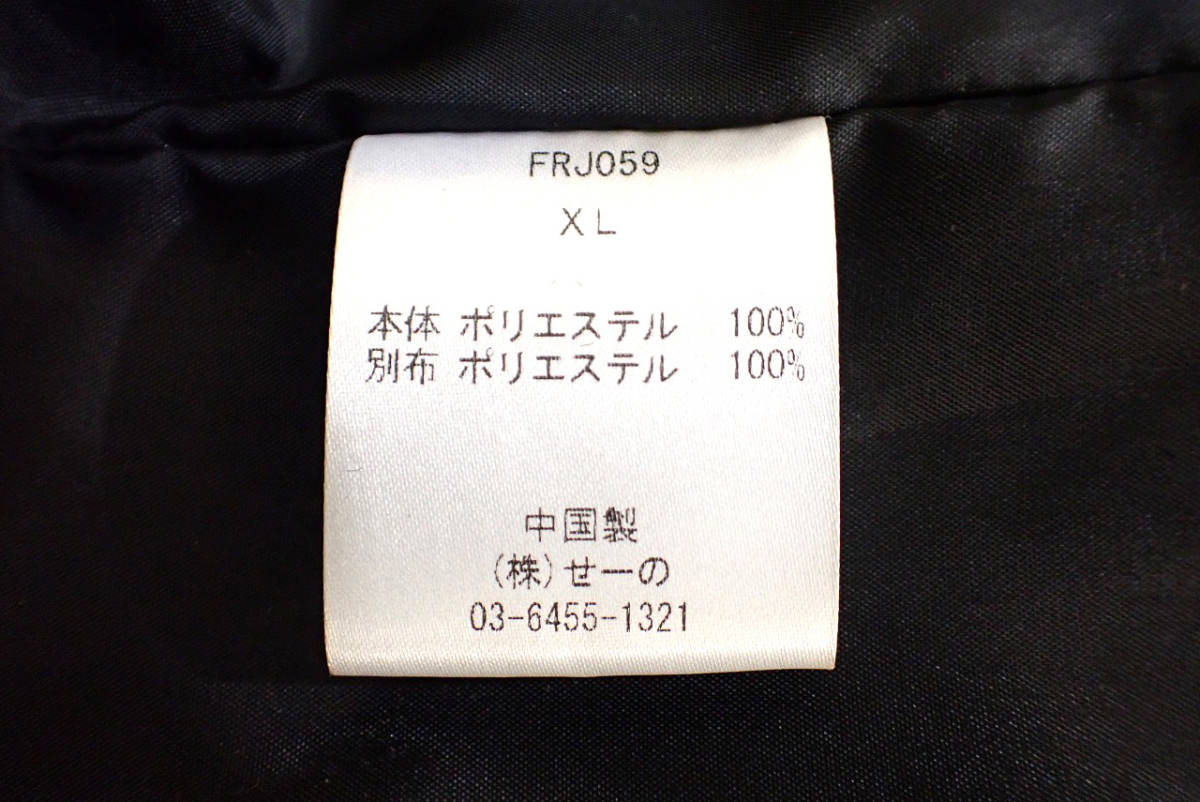 FRJ059
XL
本体 ポリエステル 100%
別布 ポリエステル 100%
中国製
(株)せーの
03-6455-1321